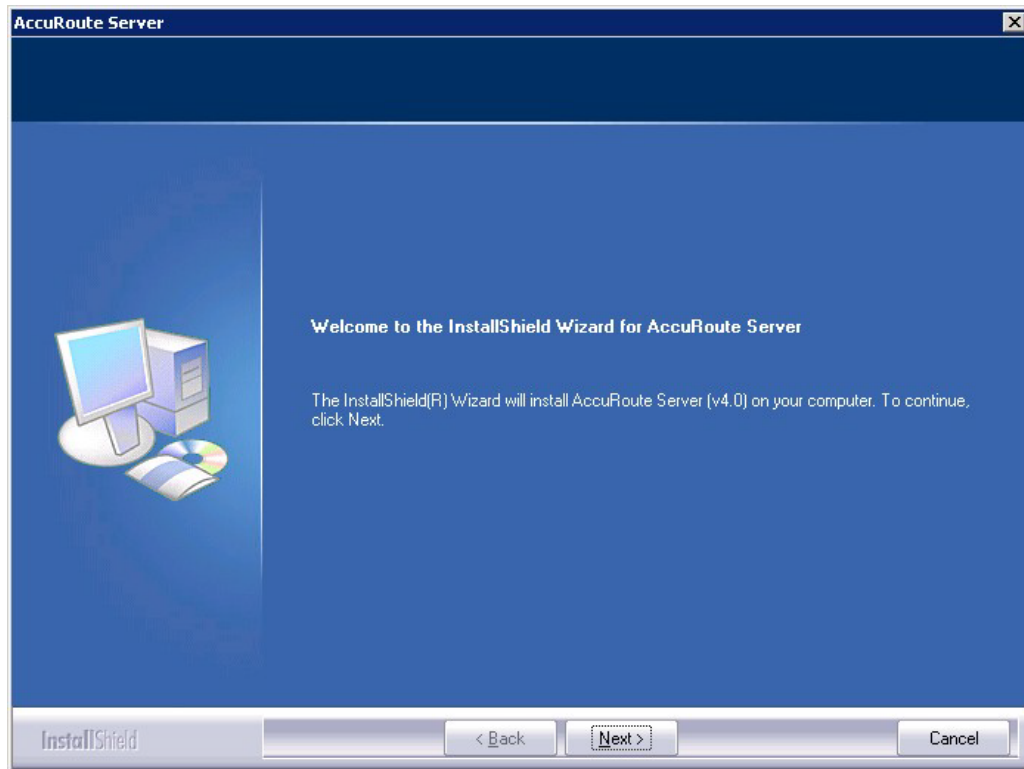 AccuRoute Server
Welcome to the InstallShield Wizard for AccuRoute Server
The InstallShield(R) Wizard will install AccuRoute Server (v4.0) on your computer. To continue,
click Next.
InstallShield
< Back
Next >
Cancel